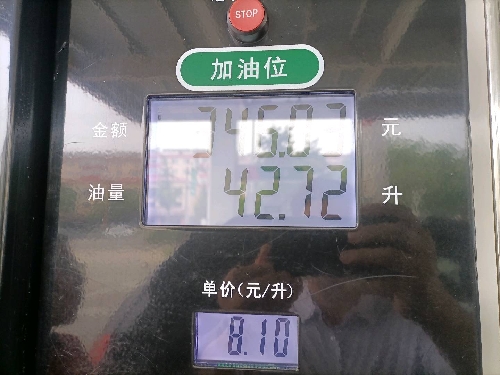 STOP
加油位
金额 346.03 元
油量 42.72 升
单价(元/升)
8.10